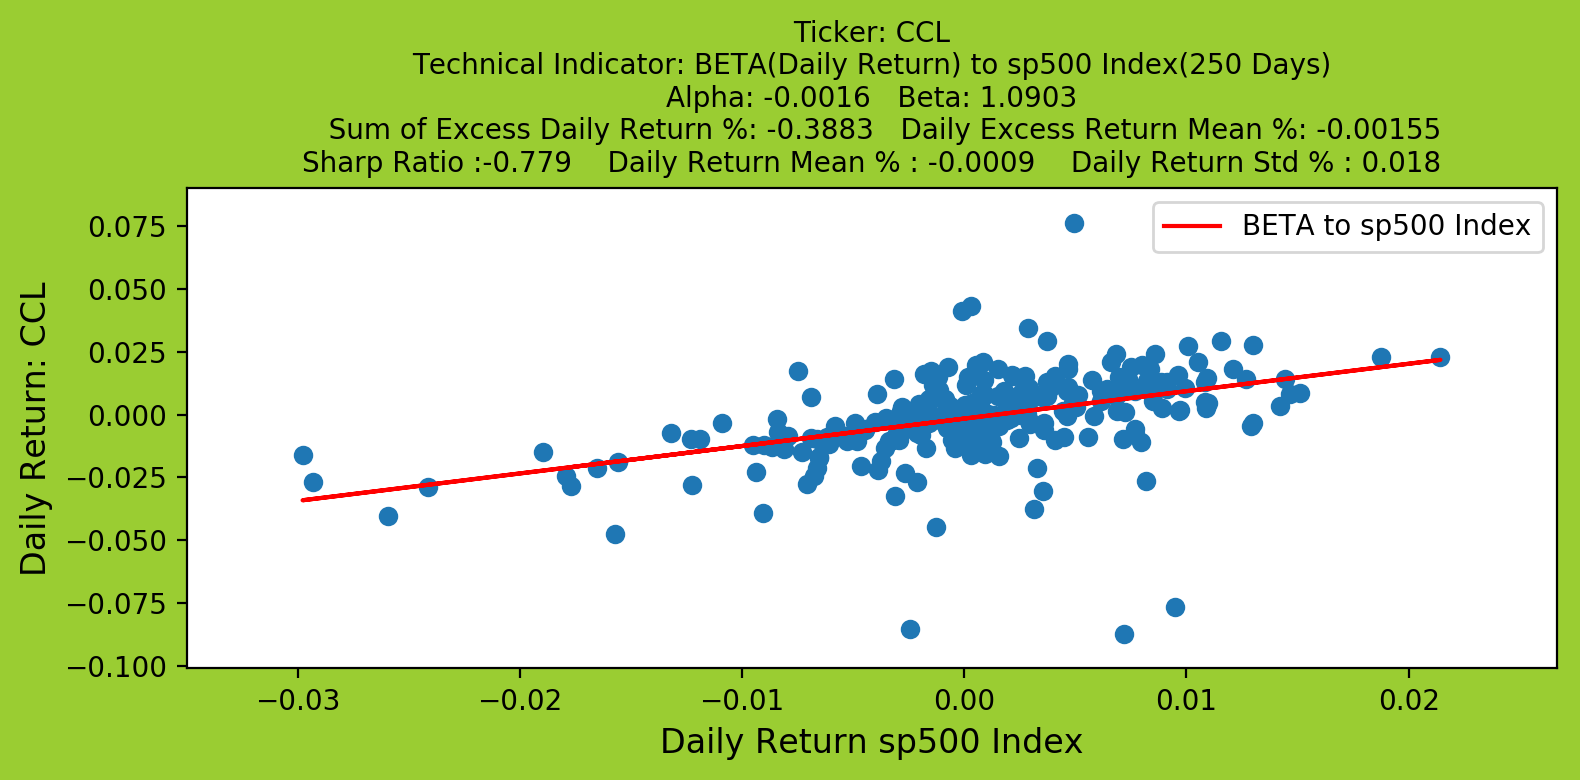 Ticker: CCL
Technical Indicator: BETA(Daily Return) to sp500 Index(250 Days)
Alpha: -0.0016 Beta: 1.0903
Sum of Excess Daily Return %: -0.3883 Daily Excess Return Mean %: -0.00155
Sharp Ratio :-0.779 Daily Return Mean % : -0.0009 Daily Return Std % : 0.018
BETA to sp500 Index
Daily Return: CCL
0.075
0.050
0.025
0.000
−0.025
−0.050
−0.075
−0.100
−0.03 −0.02 −0.01 0.00 0.01 0.02
Daily Return sp500 Index